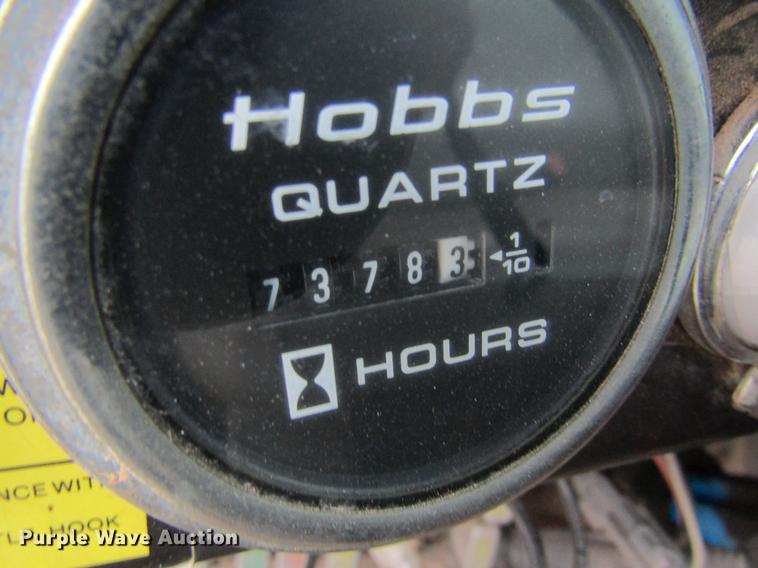 Hobbs
QUARTZ
7 3 7 8 3 ◄ 1/10
HOURS
NCE WIT
HOOK
Purple Wave Auction